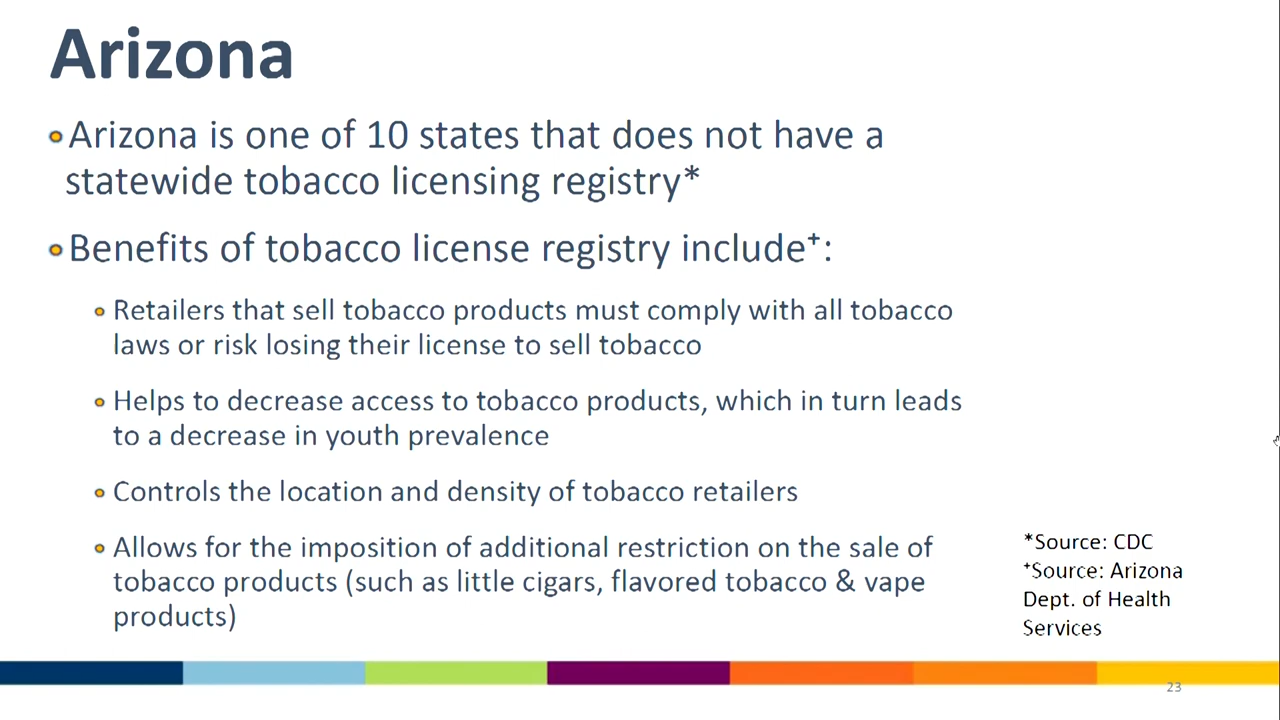 Arizona
Arizona is one of 10 states that does not have a
statewide tobacco licensing registry*
Benefits of tobacco license registry include⁺:
Retailers that sell tobacco products must comply with all tobacco
laws or risk losing their license to sell tobacco
Helps to decrease access to tobacco products, which in turn leads
to a decrease in youth prevalence
Controls the location and density of tobacco retailers
Allows for the imposition of additional restriction on the sale of
tobacco products (such as little cigars, flavored tobacco & vape
products)
*Source: CDC
⁺Source: Arizona
Dept. of Health
Services
23